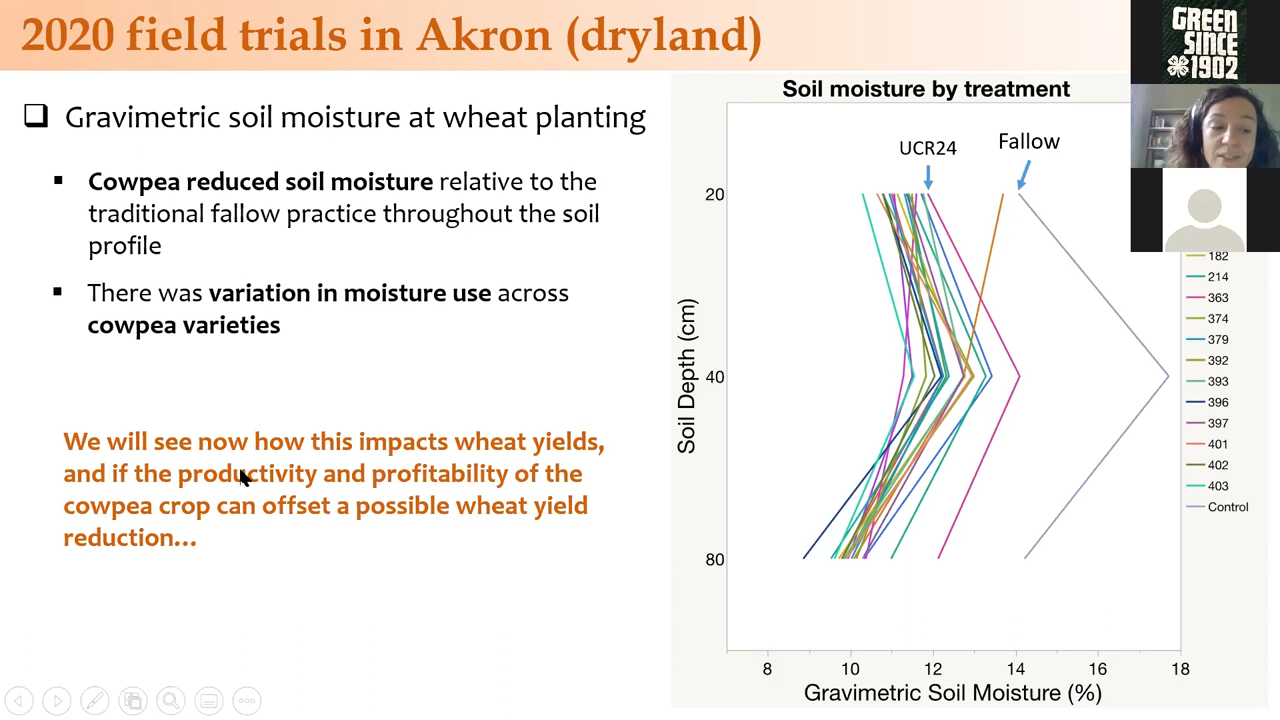 2020 field trials in Akron (dryland)
GREEN
SINCE
1902
Gravimetric soil moisture at wheat planting
Cowpea reduced soil moisture relative to the
traditional fallow practice throughout the soil
profile
There was variation in moisture use across
cowpea varieties
We will see now how this impacts wheat yields,
and if the productivity and profitability of the
cowpea crop can offset a possible wheat yield
reduction...
Soil moisture by treatment
UCR24
Fallow
Soil Depth (cm)
20
40
80
8
10
12
14
16
18
Gravimetric Soil Moisture (%)
182
214
363
374
379
392
393
396
397
401
402
403
Control